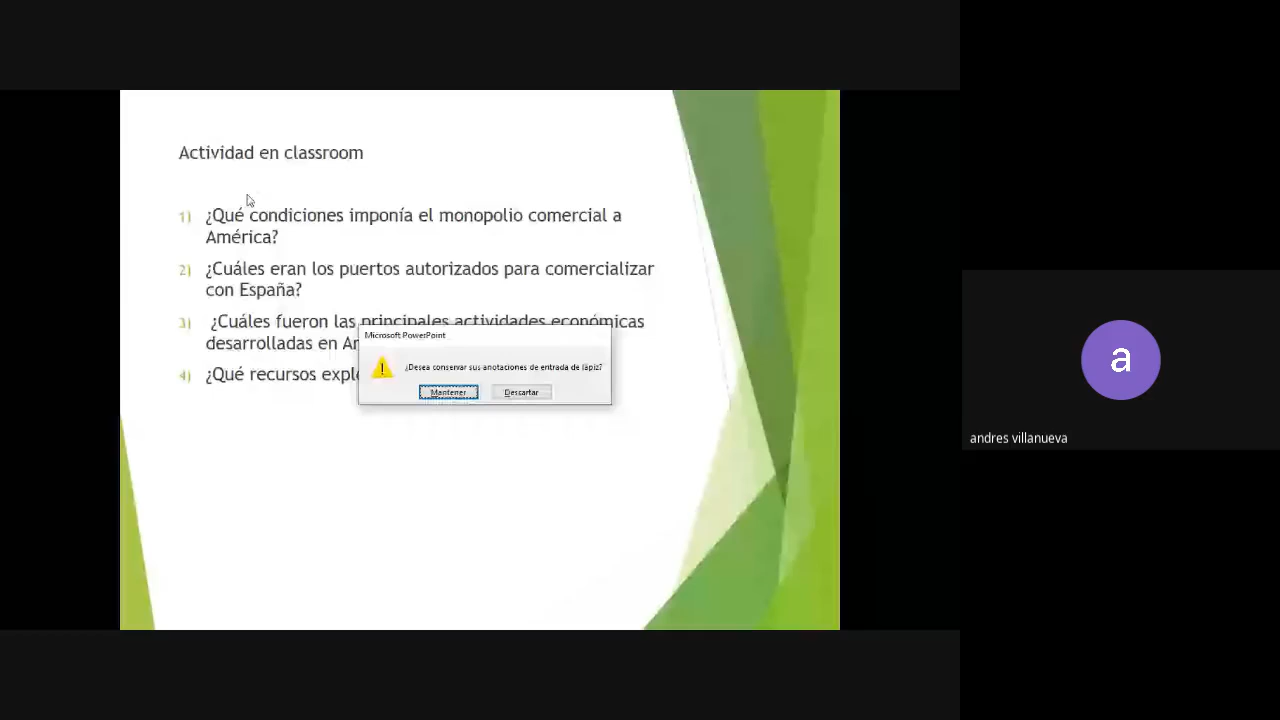 Actividad en classroom
1) ¿Qué condiciones imponía el monopolio comercial a
América?
2) ¿Cuáles eran los puertos autorizados para comercializar
con España?
3) ¿Cuáles fueron las principales actividades económicas
desarrolladas en
4) ¿Qué recursos
Microsoft PowerPoint
¿Desea conservar sus anotaciones de entrada de lápiz?
Mantener
Descartar
a
andres villanueva